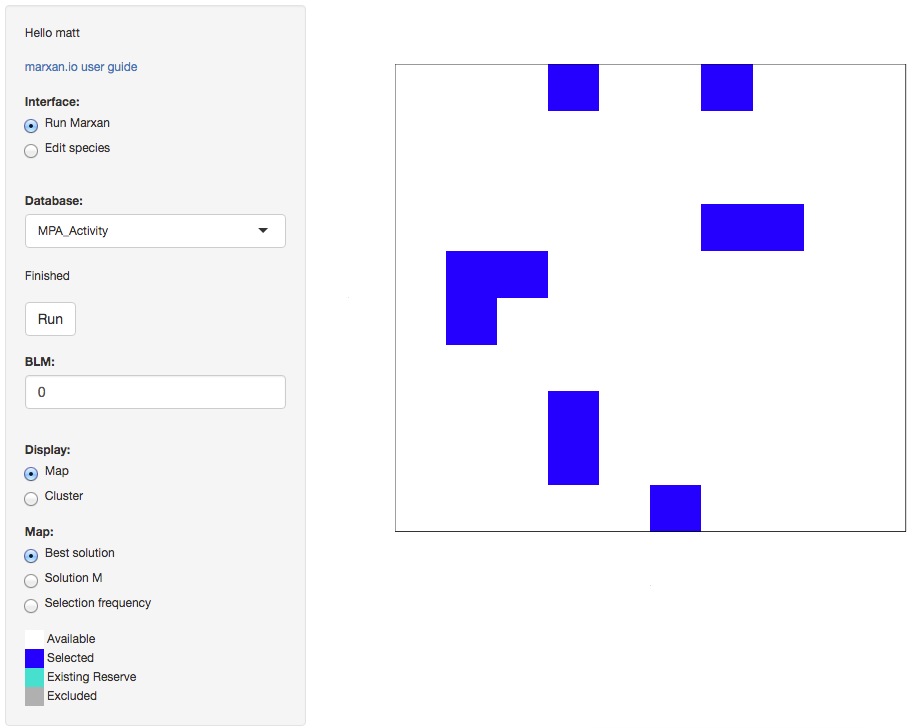 Hello matt
marxan.io user guide
Interface:
Run Marxan
Edit species
Database:
MPA_Activity
Finished
Run
BLM:
0
Display:
Map
Cluster
Map:
Best solution
Solution M
Selection frequency
Available
Selected
Existing Reserve
Excluded